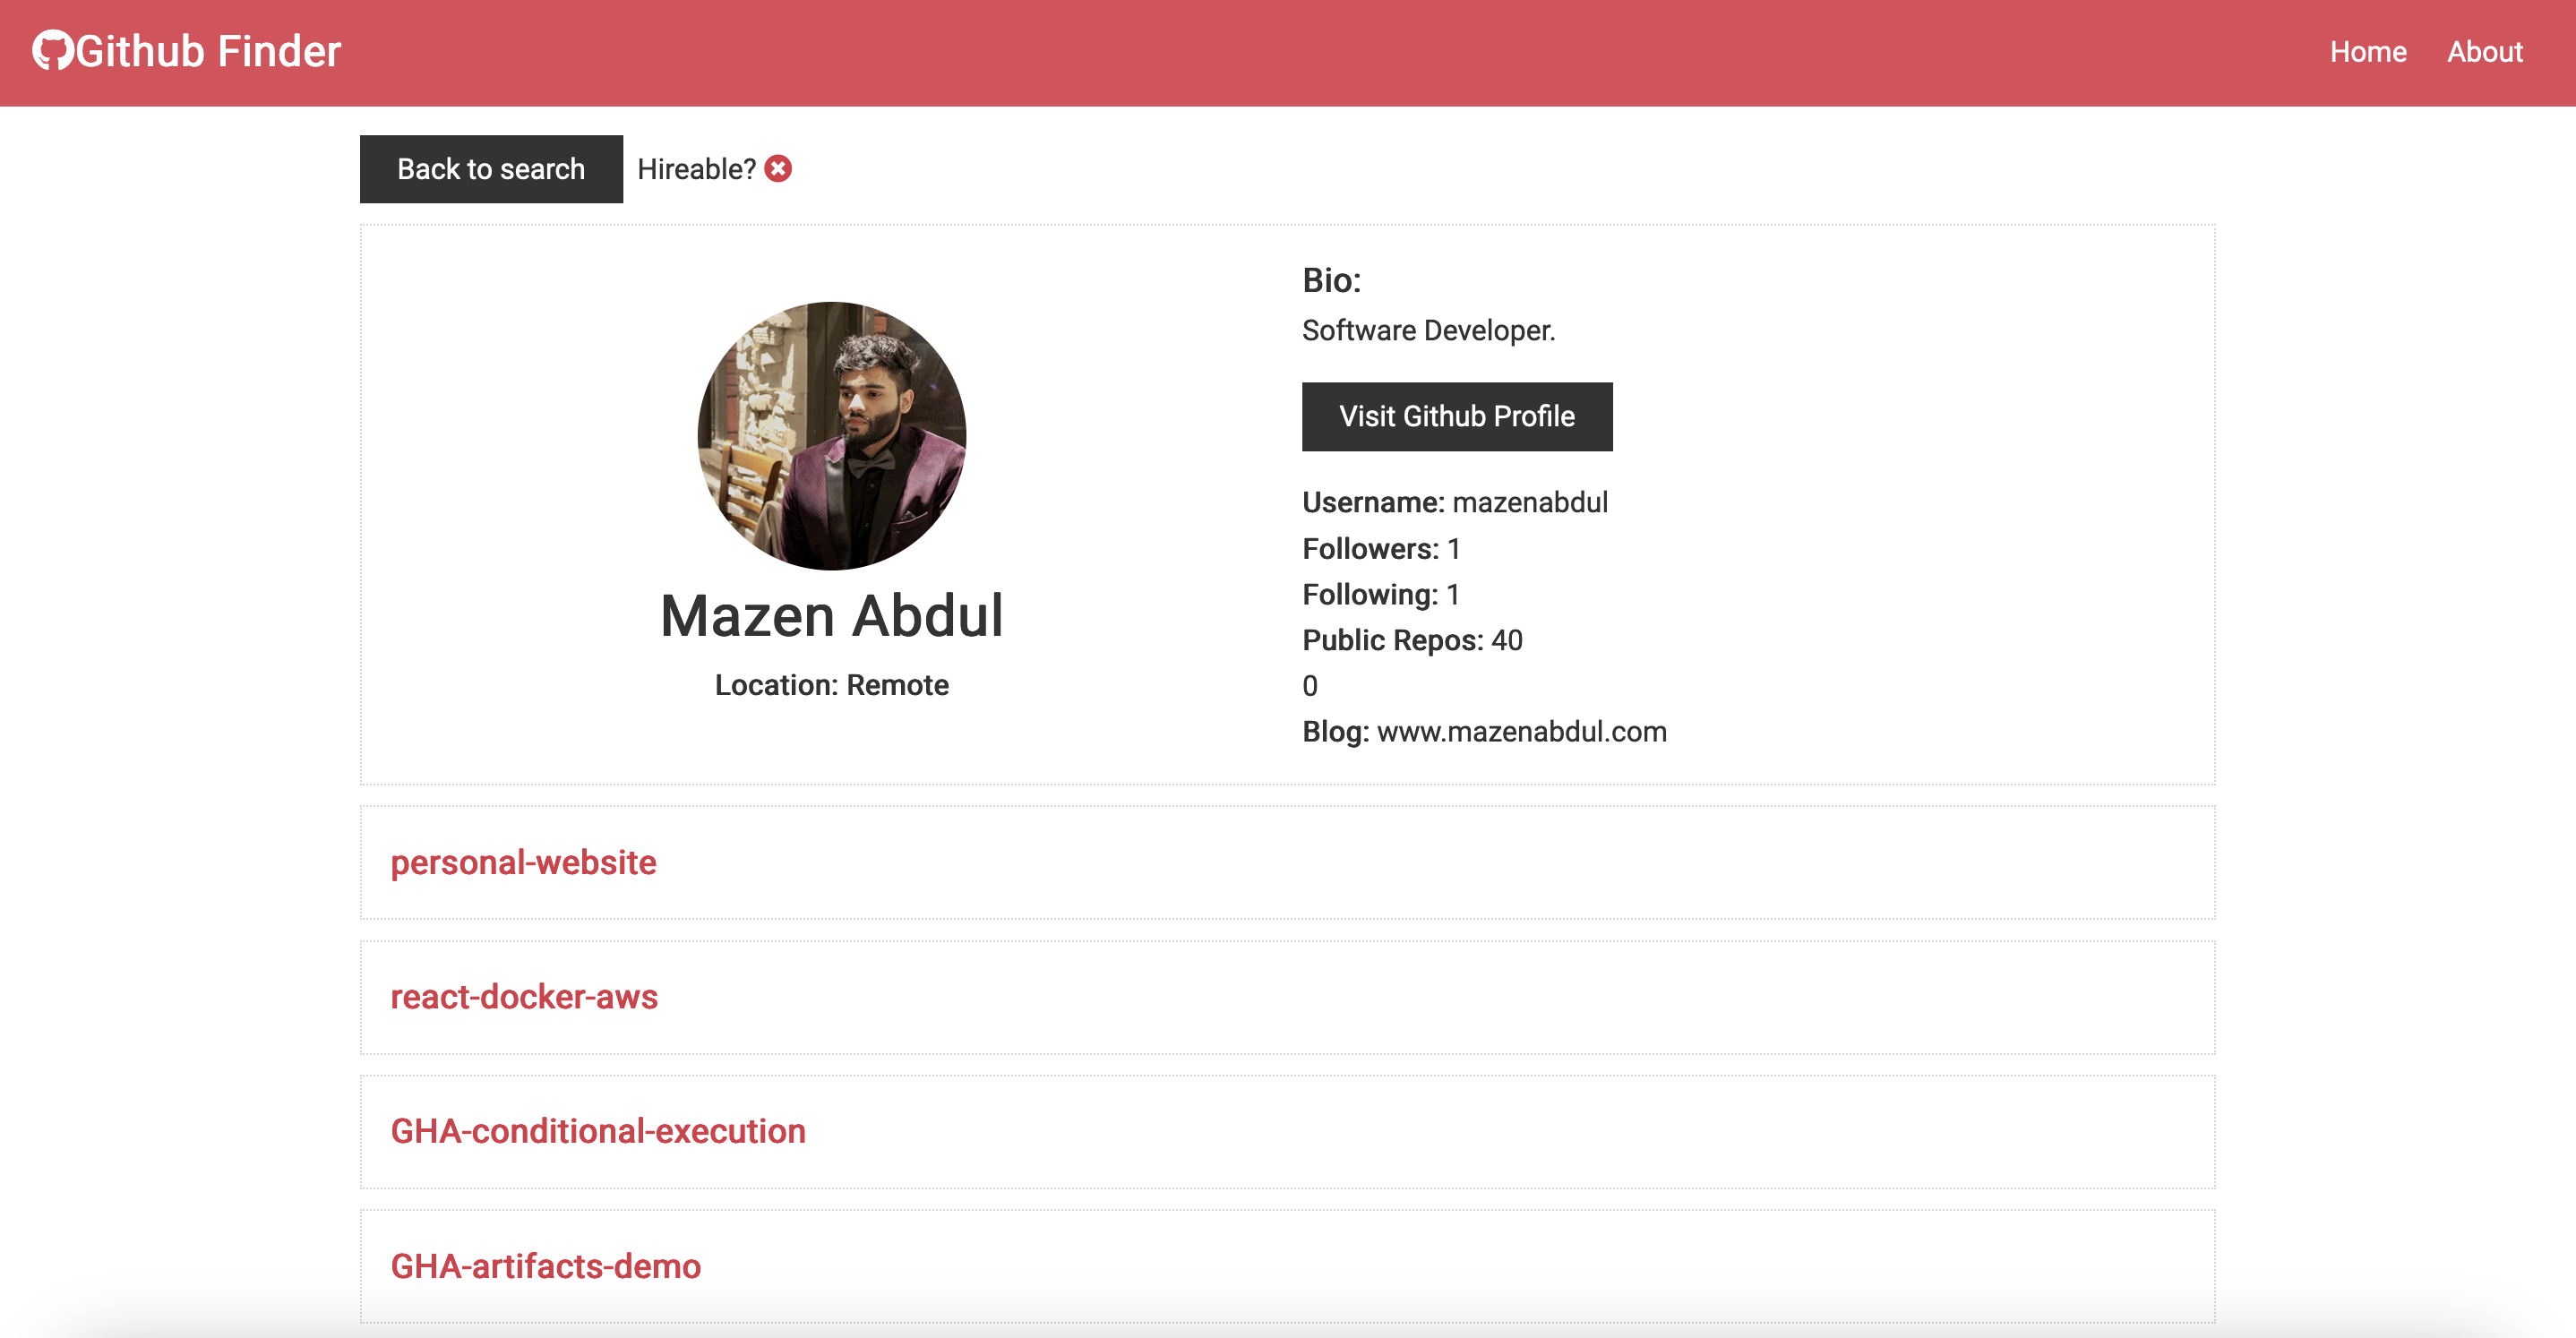 Github Finder
Home
About
Back to search
Hireable?
Bio:
Software Developer.
Visit Github Profile
Username: mazenabdul
Followers: 1
Following: 1
Public Repos: 40
0
Blog: www.mazenabdul.com
Mazen Abdul
Location: Remote
personal-website
react-docker-aws
GHA-conditional-execution
GHA-artifacts-demo